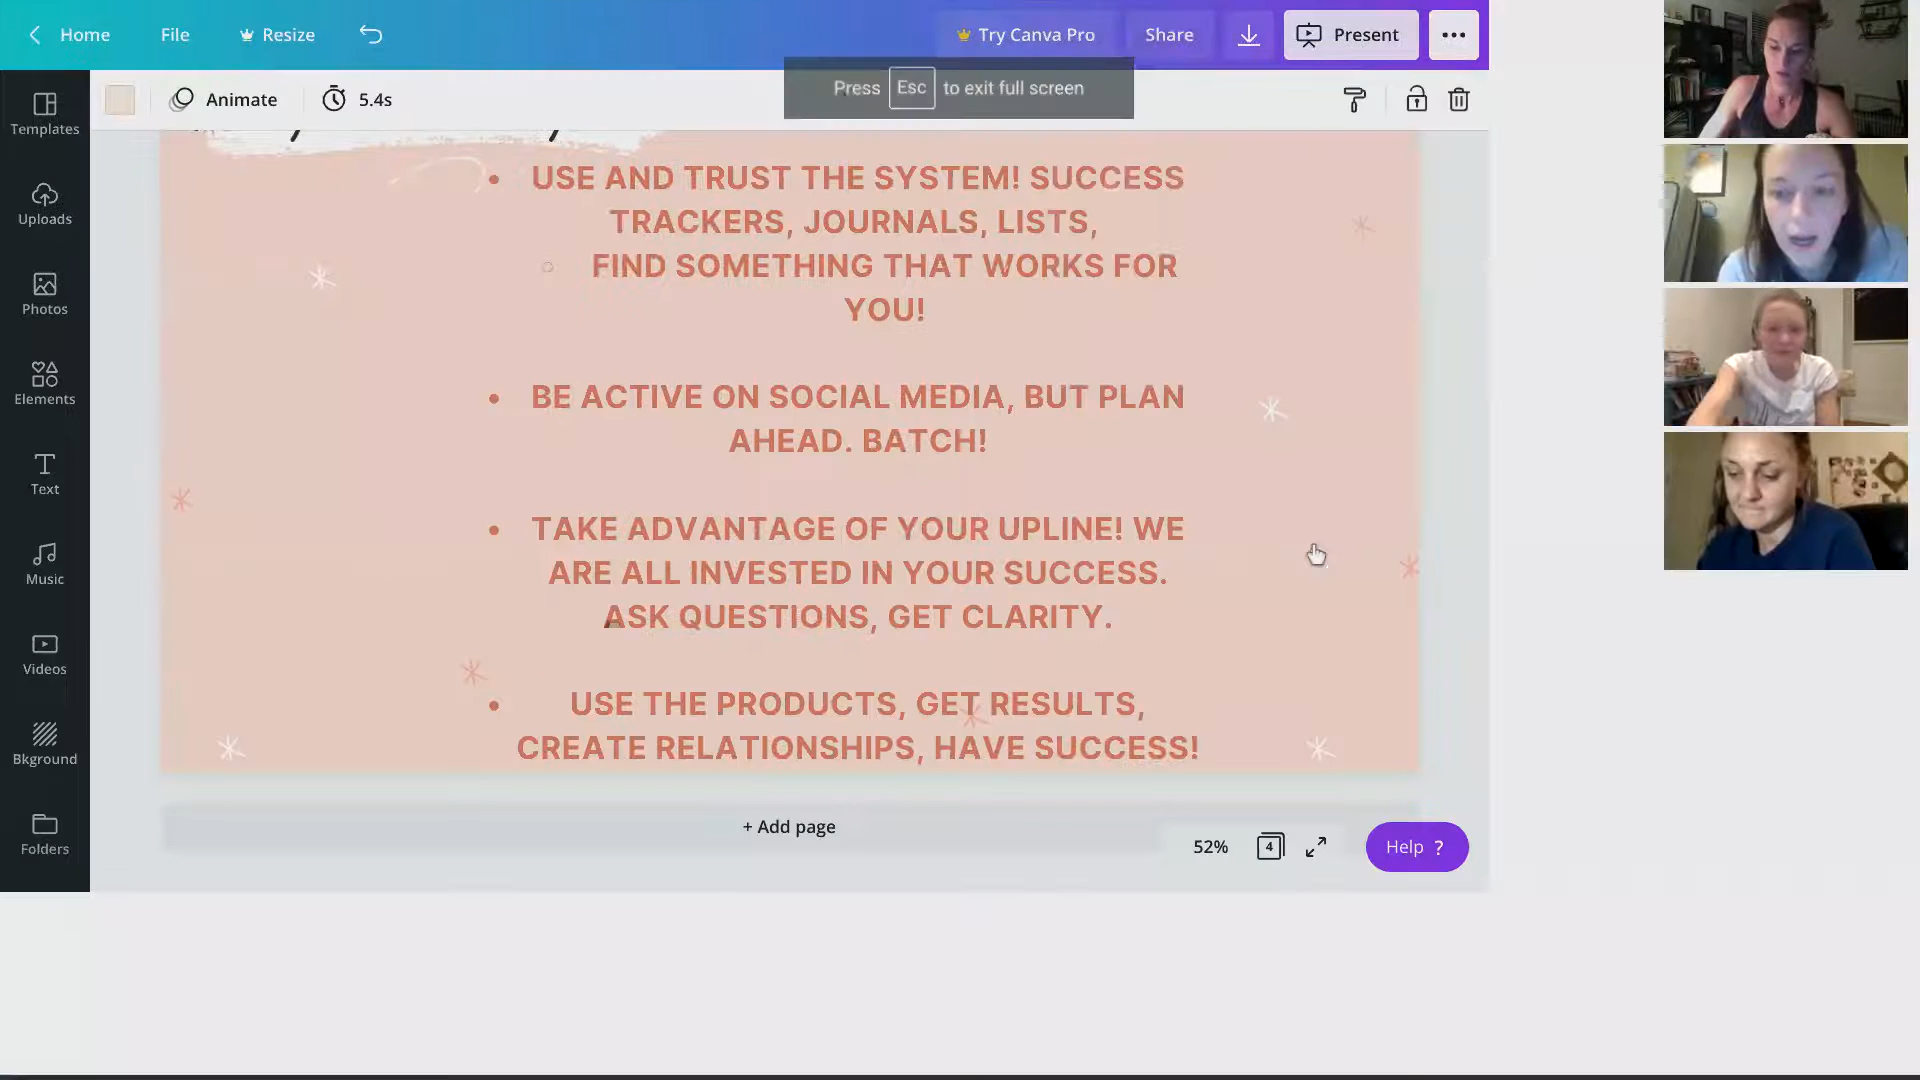 Home File Resize Try Canva Pro Share Present
Press Esc to exit full screen
Animate 5.4s
Templates
Uploads
Photos
Elements
Text
Music
Videos
Bkground
Folders
• USE AND TRUST THE SYSTEM! SUCCESS
TRACKERS, JOURNALS, LISTS,
FIND SOMETHING THAT WORKS FOR
YOU!
• BE ACTIVE ON SOCIAL MEDIA, BUT PLAN
AHEAD. BATCH!
• TAKE ADVANTAGE OF YOUR UPLINE! WE
ARE ALL INVESTED IN YOUR SUCCESS.
ASK QUESTIONS, GET CLARITY.
• USE THE PRODUCTS, GET RESULTS,
CREATE RELATIONSHIPS, HAVE SUCCESS!
+ Add page
52% 4 Help ?